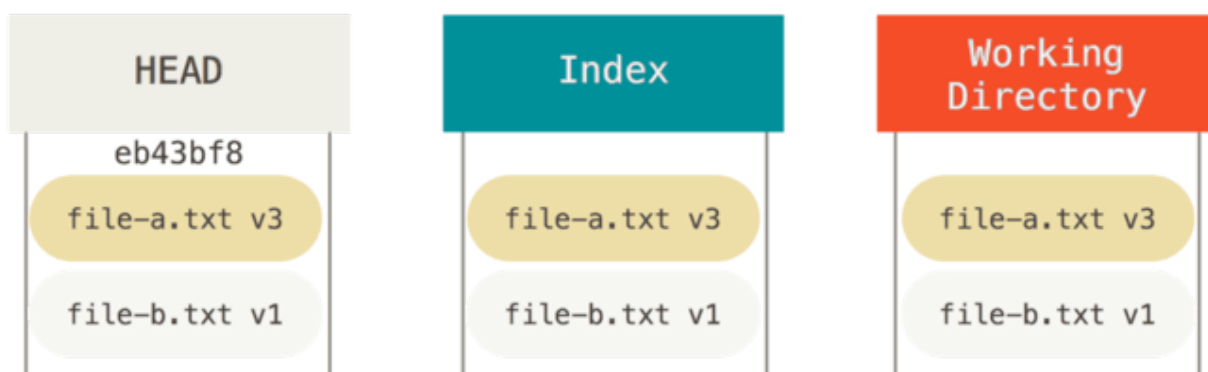 HEAD
Index
Working
Directory
eb43bf8
file-a.txt v3
file-a.txt v3
file-a.txt v3
file-b.txt v1
file-b.txt v1
file-b.txt v1